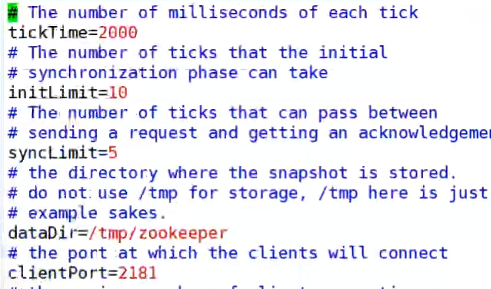 # The number of milliseconds of each tick
tickTime=2000
# The number of ticks that the initial
# synchronization phase can take
initLimit=10
# The number of ticks that can pass between
# sending a request and getting an acknowledgemen
syncLimit=5
# the directory where the snapshot is stored.
# do not use /tmp for storage, /tmp here is just
# example sakes.
dataDir=/tmp/zookeeper
# the port at which the clients will connect
clientPort=2181